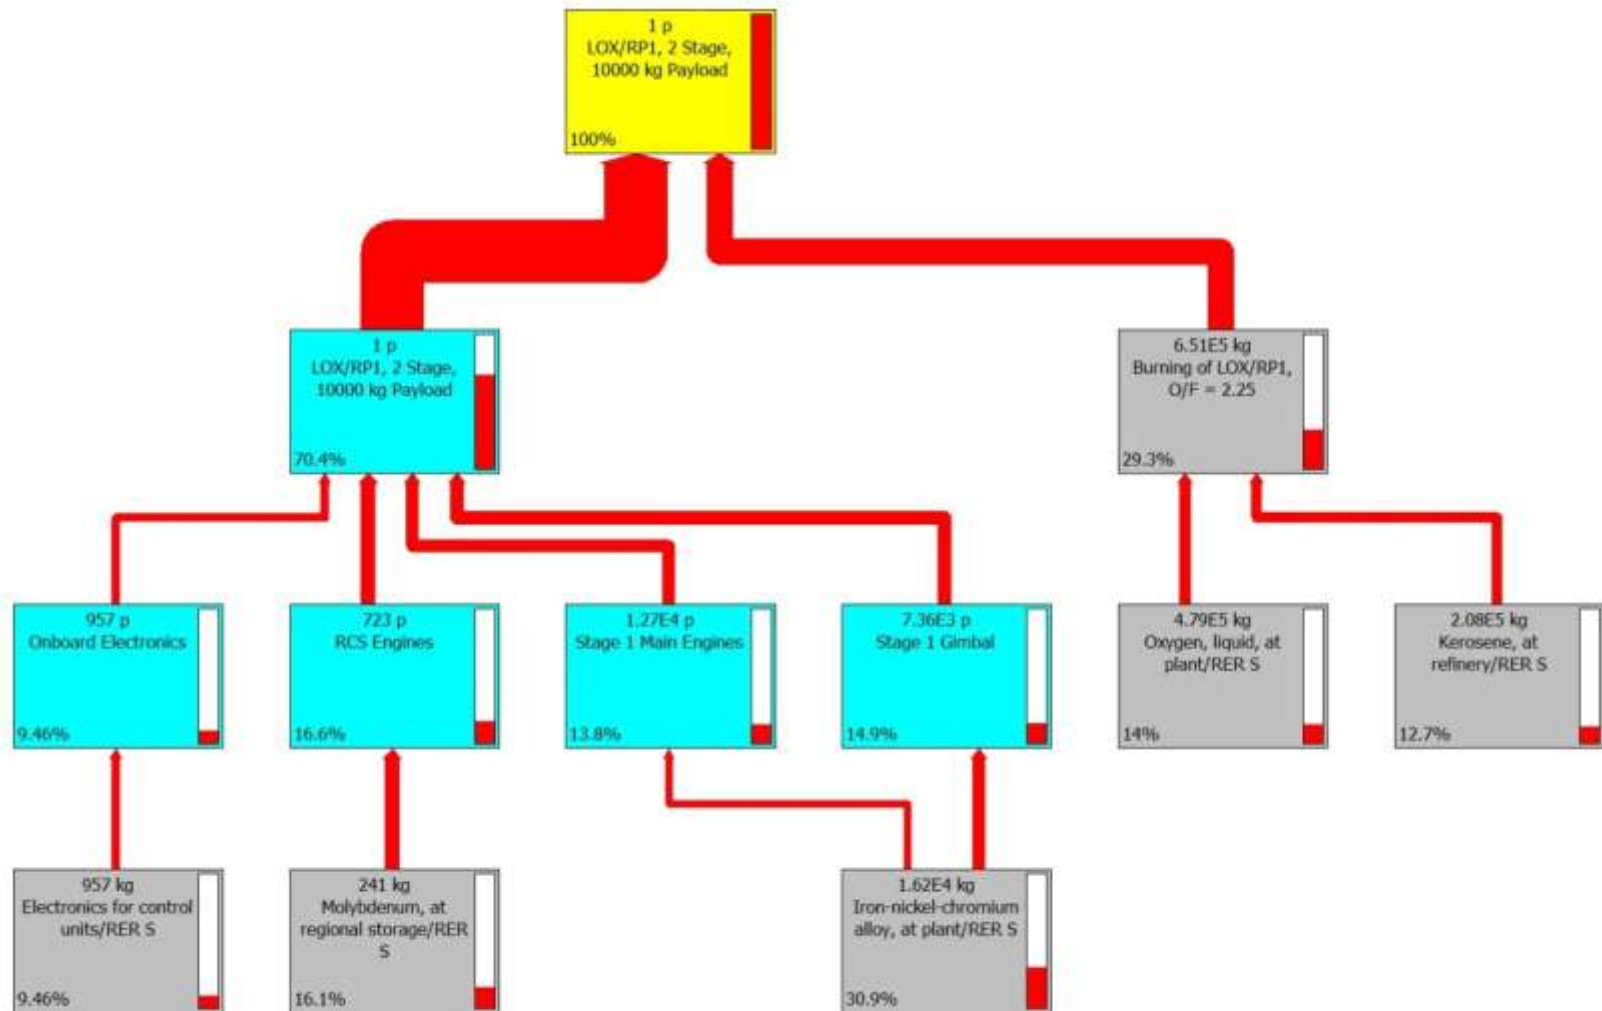 1 p
LOX/RP1, 2 Stage,
10000 kg Payload
100%
1 p
LOX/RP1, 2 Stage,
10000 kg Payload
70.4%
6.51E5 kg
Burning of LOX/RP1,
O/F = 2.25
29.3%
957 p
Onboard Electronics
9.46%
723 p
RCS Engines
16.6%
1.27E4 p
Stage 1 Main Engines
13.8%
7.36E3 p
Stage 1 Gimbal
14.9%
4.79E5 kg
Oxygen, liquid, at
plant/RER S
14%
2.08E5 kg
Kerosene, at
refinery/RER S
12.7%
957 kg
Electronics for control
units/RER S
9.46%
241 kg
Molybdenum, at
regional storage/RER
S
16.1%
1.62E4 kg
Iron-nickel-chromium
alloy, at plant/RER S
30.9%